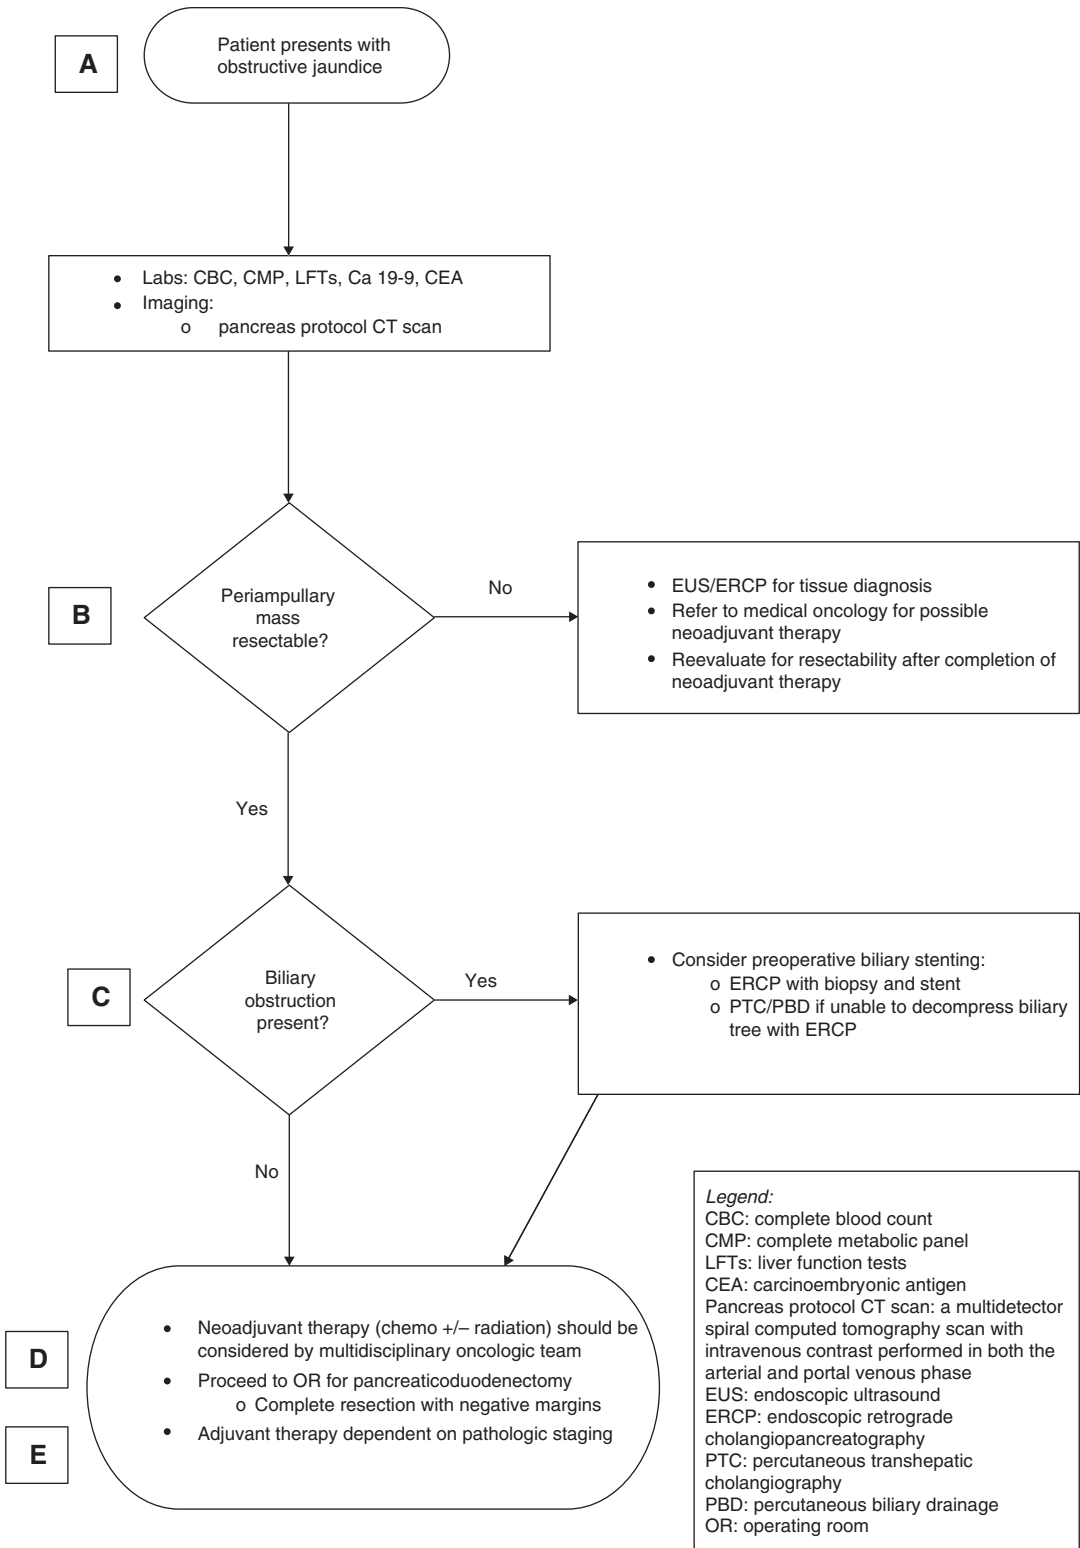 A
Patient presents with
obstructive jaundice
• Labs: CBC, CMP, LFTs, Ca 19-9, CEA
• Imaging:
o pancreas protocol CT scan
B
Periampullary
mass
resectable?
No
• EUS/ERCP for tissue diagnosis
• Refer to medical oncology for possible
neoadjuvant therapy
• Reevaluate for resectability after completion of
neoadjuvant therapy
Yes
C
Biliary
obstruction
present?
Yes
• Consider preoperative biliary stenting:
o ERCP with biopsy and stent
o PTC/PBD if unable to decompress biliary
tree with ERCP
No
D
• Neoadjuvant therapy (chemo +/– radiation) should be
considered by multidisciplinary oncologic team
• Proceed to OR for pancreaticoduodenectomy
o Complete resection with negative margins
E
• Adjuvant therapy dependent on pathologic staging
Legend:
CBC: complete blood count
CMP: complete metabolic panel
LFTs: liver function tests
CEA: carcinoembryonic antigen
Pancreas protocol CT scan: a multidetector
spiral computed tomography scan with
intravenous contrast performed in both the
arterial and portal venous phase
EUS: endoscopic ultrasound
ERCP: endoscopic retrograde
cholangiopancreatography
PTC: percutaneous transhepatic
cholangiography
PBD: percutaneous biliary drainage
OR: operating room